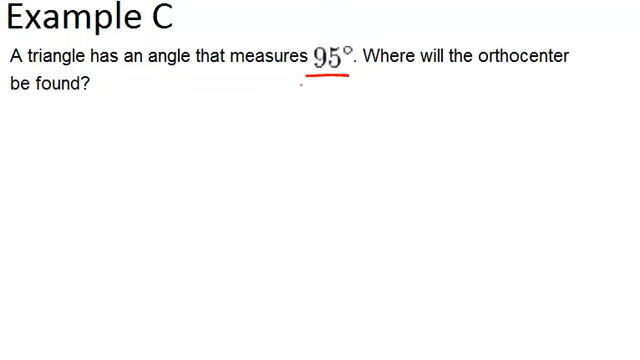 Example C
A triangle has an angle that measures 95°. Where will the orthocenter
be found?